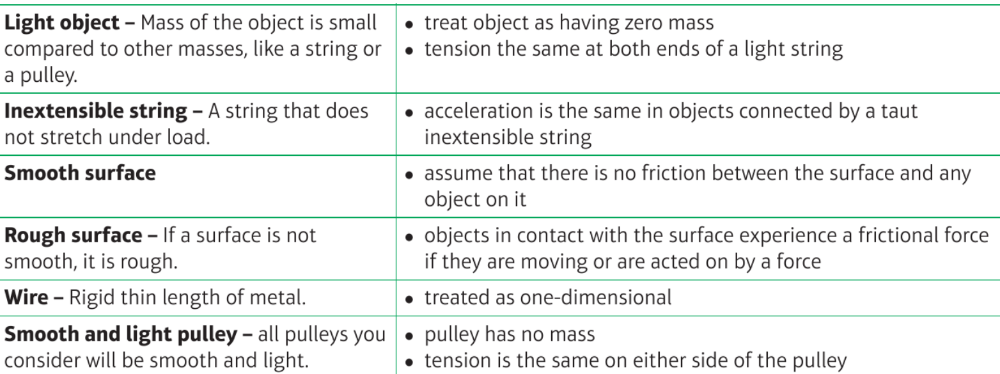 Light object – Mass of the object is small
compared to other masses, like a string or
a pulley.
• treat object as having zero mass
• tension the same at both ends of a light string
Inextensible string – A string that does
not stretch under load.
• acceleration is the same in objects connected by a taut
inextensible string
Smooth surface
• assume that there is no friction between the surface and any
object on it
Rough surface – If a surface is not
smooth, it is rough.
• objects in contact with the surface experience a frictional force
if they are moving or are acted on by a force
Wire – Rigid thin length of metal.
• treated as one-dimensional
Smooth and light pulley – all pulleys you
consider will be smooth and light.
• pulley has no mass
• tension is the same on either side of the pulley